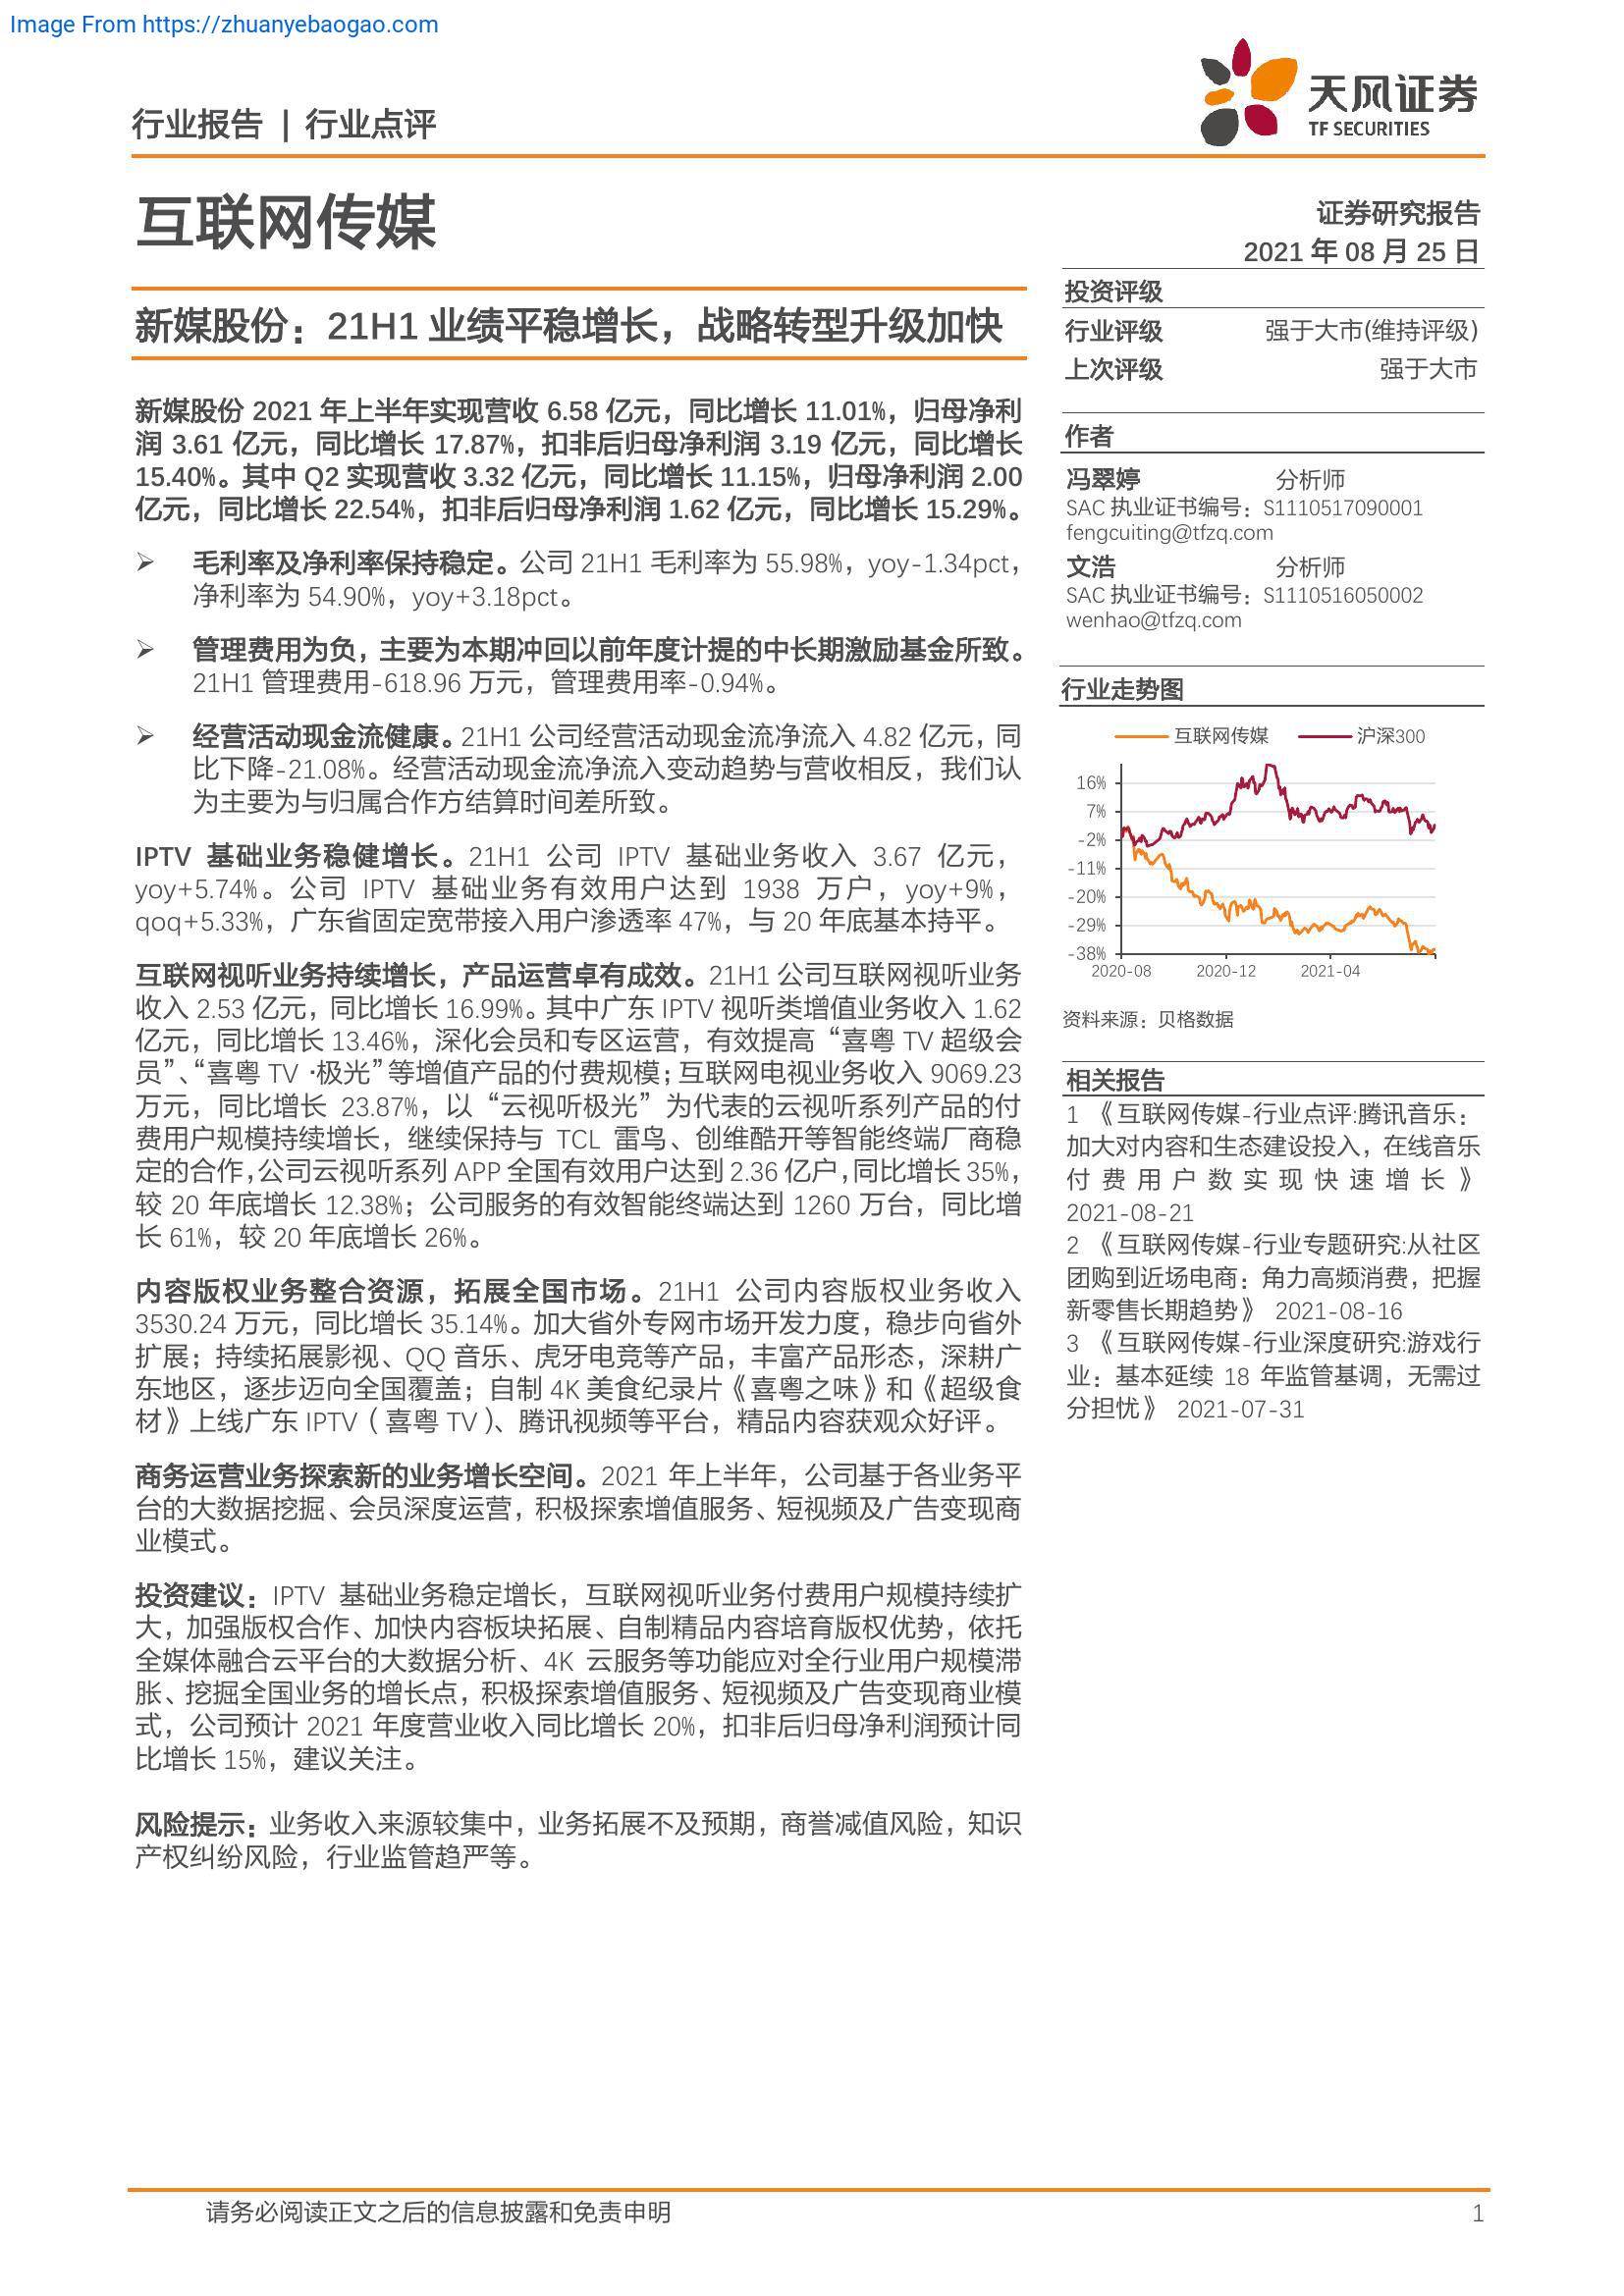 Image From https://zhuanyebaogao.com
行业报告 | 行业点评
天风证券
TF SECURITIES
互联网传媒
证券研究报告
2021 年 08 月 25 日
新媒股份：21H1 业绩平稳增长，战略转型升级加快
新媒股份 2021 年上半年实现营收 6.58 亿元，同比增长 11.01%，归母净利
润 3.61 亿元，同比增长 17.87%，扣非后归母净利润 3.19 亿元，同比增长
15.40%。其中 Q2 实现营收 3.32 亿元，同比增长 11.15%，归母净利润 2.00
亿元，同比增长 22.54%，扣非后归母净利润 1.62 亿元，同比增长 15.29%。
➢ 毛利率及净利率保持稳定。公司 21H1 毛利率为 55.98%，yoy-1.34pct，
净利率为 54.90%，yoy+3.18pct。
➢ 管理费用为负，主要为本期冲回以前年度计提的中长期激励基金所致。
21H1 管理费用-618.96 万元，管理费用率-0.94%。
➢ 经营活动现金流健康。21H1 公司经营活动现金流净流入 4.82 亿元，同
比下降-21.08%。经营活动现金流净流入变动趋势与营收相反，我们认
为主要为与归属合作方结算时间差所致。
IPTV 基础业务稳健增长。21H1 公司 IPTV 基础业务收入 3.67 亿元，
yoy+5.74%。公司 IPTV 基础业务有效用户达到 1938 万户，yoy+9%，
qoq+5.33%，广东省固定宽带接入用户渗透率 47%，与 20 年底基本持平。
互联网视听业务持续增长，产品运营卓有成效。21H1 公司互联网视听业务
收入 2.53 亿元，同比增长 16.99%。其中广东 IPTV 视听类增值业务收入 1.62
亿元，同比增长 13.46%，深化会员和专区运营，有效提高“喜粤 TV 超级会
员”、“喜粤 TV ·极光”等增值产品的付费规模；互联网电视业务收入 9069.23
万元，同比增长 23.87%，以“云视听极光”为代表的云视听系列产品的付
费用户规模持续增长，继续保持与 TCL 雷鸟、创维酷开等智能终端厂商稳
定的合作，公司云视听系列 APP 全国有效用户达到 2.36 亿户，同比增长 35%，
较 20 年底增长 12.38%；公司服务的有效智能终端达到 1260 万台，同比增
长 61%，较 20 年底增长 26%。
内容版权业务整合资源，拓展全国市场。21H1 公司内容版权业务收入
3530.24 万元，同比增长 35.14%。加大省外专网市场开发力度，稳步向省外
扩展；持续拓展影视、QQ 音乐、虎牙电竞等产品，丰富产品形态，深耕广
东地区，逐步迈向全国覆盖；自制 4K 美食纪录片《喜粤之味》和《超级食
材》上线广东 IPTV（喜粤 TV）、腾讯视频等平台，精品内容获观众好评。
商务运营业务探索新的业务增长空间。2021 年上半年，公司基于各业务平
台的大数据挖掘、会员深度运营，积极探索增值服务、短视频及广告变现商
业模式。
投资建议：IPTV 基础业务稳定增长，互联网视听业务付费用户规模持续扩
大，加强版权合作、加快内容板块拓展、自制精品内容培育版权优势，依托
全媒体融合云平台的大数据分析、4K 云服务等功能应对全行业用户规模滞
胀、挖掘全国业务的增长点，积极探索增值服务、短视频及广告变现商业模
式，公司预计 2021 年度营业收入同比增长 20%，扣非后归母净利润预计同
比增长 15%，建议关注。
风险提示：业务收入来源较集中，业务拓展不及预期，商誉减值风险，知识
产权纠纷风险，行业监管趋严等。
投资评级
行业评级 强于大市(维持评级)
上次评级 强于大市
作者
冯翠婷 分析师
SAC 执业证书编号：S1110517090001
fengcuiting@tfzq.com
文浩 分析师
SAC 执业证书编号：S1110516050002
wenhao@tfzq.com
行业走势图
互联网传媒 沪深300
16%
7%
-2%
-11%
-20%
-29%
-38%
2020-08 2020-12 2021-04
资料来源：贝格数据
相关报告
1 《互联网传媒-行业点评:腾讯音乐：
加大对内容和生态建设投入，在线音乐
付费用户数实现快速增长》
2021-08-21
2 《互联网传媒-行业专题研究:从社区
团购到近场电商：角力高频消费，把握
新零售长期趋势》 2021-08-16
3 《互联网传媒-行业深度研究:游戏行
业：基本延续 18 年监管基调，无需过
分担忧》 2021-07-31
请务必阅读正文之后的信息披露和免责申明 1